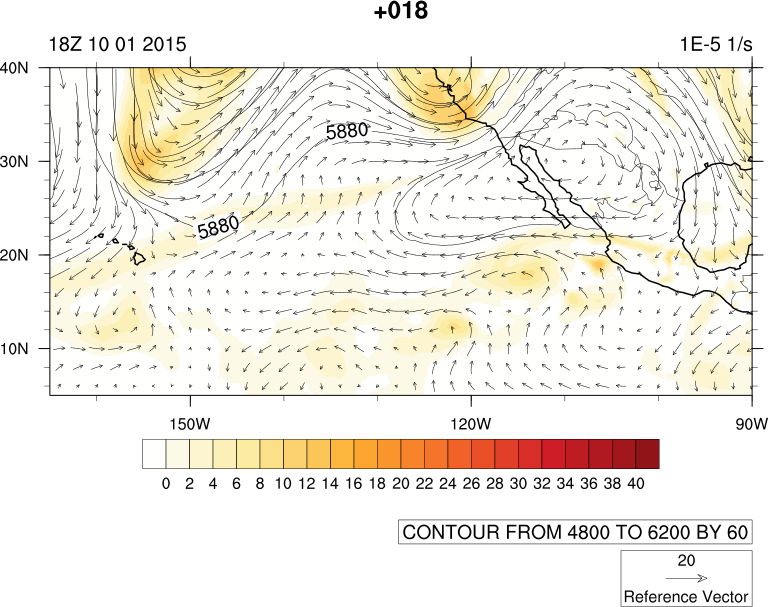 +018
18Z 10 01 2015 1E-5 1/s
40N
5880
30N
5880
20N
10N
150W 120W 90W
0 2 4 6 8 10 12 14 16 18 20 22 24 26 28 30 32 34 36 38 40
CONTOUR FROM 4800 TO 6200 BY 60
20
Reference Vector